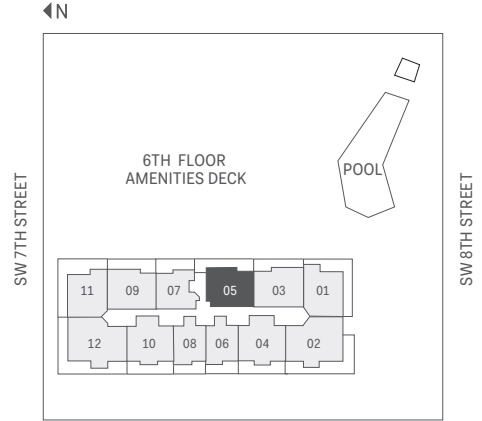 N
6TH FLOOR
AMENITIES DECK
POOL
SW 7TH STREET
SW 8TH STREET
11 09 07 05 03 01
12 10 08 06 04 02